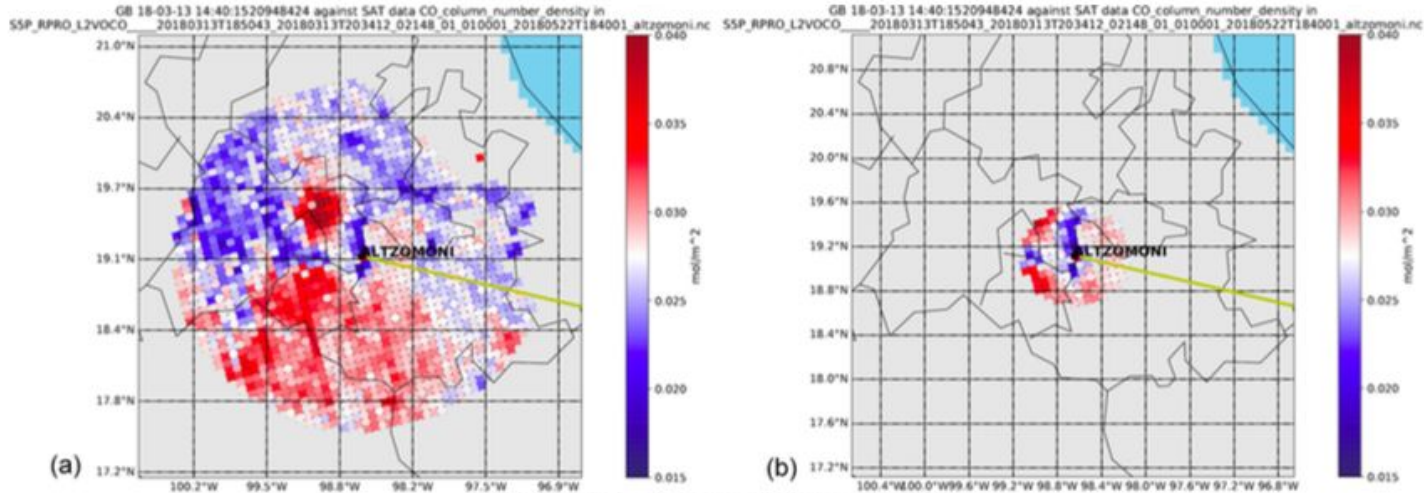 GB 18-03-13 14:40:1520948424 against SAT data CO_column_number_density in
S5P_RPRO_L2VOCO____20180313T185043_20180313T203412_02148_01_010001_20180522T184001_altzomoni.nc
21.0°N
20.4°N
19.7°N
19.1°N
18.4°N
17.8°N
17.2°N
ALTZOMONI
100.2°W 99.5°W 98.8°W 98.2°W 97.5°W 96.9°W
0.040
0.035
0.030
0.025
0.020
0.015
mol/m^2
(a)
GB 18-03-13 14:40:1520948424 against SAT data CO_column_number_density in
S5P_RPRO_L2VOCO____20180313T185043_20180313T203412_02148_01_010001_20180522T184001_altzomoni.nc
20.8°N
20.4°N
20.0°N
19.6°N
19.2°N
18.8°N
18.4°N
18.0°N
17.6°N
17.2°N
ALTZOMONI
100.4°W 100.0°W 99.6°W 99.2°W 98.8°W 98.4°W 98.0°W 97.6°W 97.2°W 96.8°W
0.040
0.035
0.030
0.025
0.020
0.015
mol/m^2
(b)